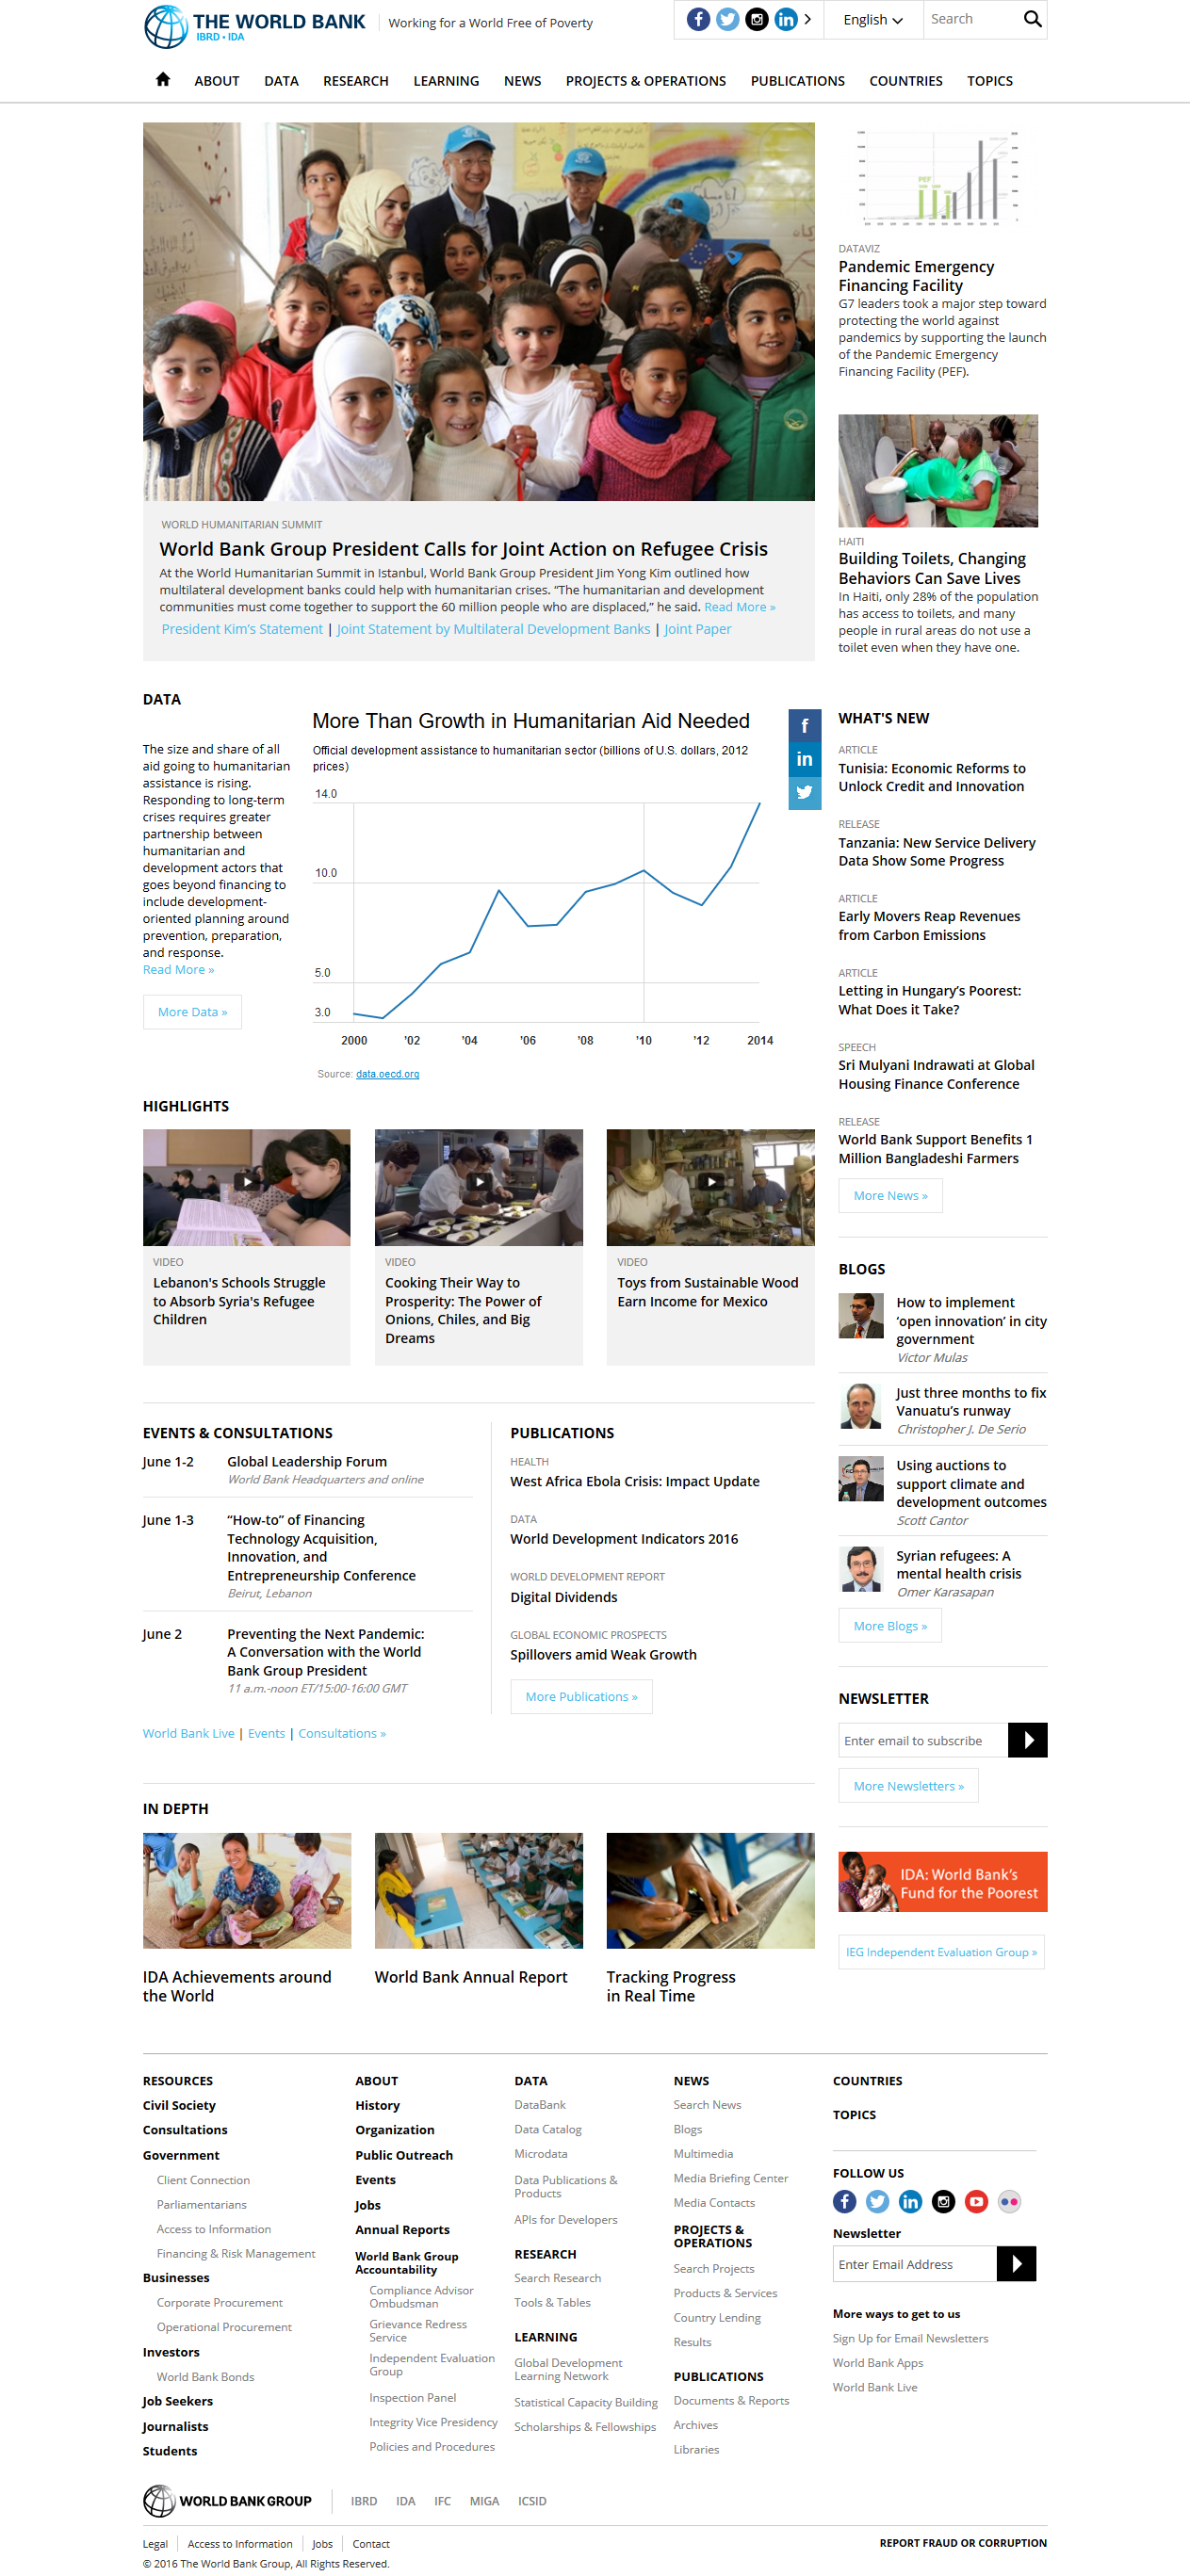 THE WORLD BANK
IBRD • IDA
Working for a World Free of Poverty
English
Search
ABOUT DATA RESEARCH LEARNING NEWS PROJECTS & OPERATIONS PUBLICATIONS COUNTRIES TOPICS
WORLD HUMANITARIAN SUMMIT
World Bank Group President Calls for Joint Action on Refugee Crisis
At the World Humanitarian Summit in Istanbul, World Bank Group President Jim Yong Kim outlined how
multilateral development banks could help with humanitarian crises. “The humanitarian and development
communities must come together to support the 60 million people who are displaced,” he said. Read More »
President Kim’s Statement | Joint Statement by Multilateral Development Banks | Joint Paper
PEF
DATAVIZ
Pandemic Emergency
Financing Facility
G7 leaders took a major step toward
protecting the world against
pandemics by supporting the launch
of the Pandemic Emergency
Financing Facility (PEF).
HAITI
Building Toilets, Changing
Behaviors Can Save Lives
In Haiti, only 28% of the population
has access to toilets, and many
people in rural areas do not use a
toilet even when they have one.
DATA
The size and share of all
aid going to humanitarian
assistance is rising.
Responding to long-term
crises requires greater
partnership between
humanitarian and
development actors that
goes beyond financing to
include development-
oriented planning around
prevention, preparation,
and response.
Read More »
More Data »
More Than Growth in Humanitarian Aid Needed
Official development assistance to humanitarian sector (billions of U.S. dollars, 2012
prices)
14.0
10.0
5.0
3.0
2000 '02 '04 '06 '08 '10 '12 2014
Source: data.oecd.org
f
in
WHAT'S NEW
ARTICLE
Tunisia: Economic Reforms to
Unlock Credit and Innovation
RELEASE
Tanzania: New Service Delivery
Data Show Some Progress
ARTICLE
Early Movers Reap Revenues
from Carbon Emissions
ARTICLE
Letting in Hungary’s Poorest:
What Does it Take?
SPEECH
Sri Mulyani Indrawati at Global
Housing Finance Conference
RELEASE
World Bank Support Benefits 1
Million Bangladeshi Farmers
More News »
HIGHLIGHTS
VIDEO
Lebanon's Schools Struggle
to Absorb Syria's Refugee
Children
VIDEO
Cooking Their Way to
Prosperity: The Power of
Onions, Chiles, and Big
Dreams
VIDEO
Toys from Sustainable Wood
Earn Income for Mexico
BLOGS
How to implement
‘open innovation’ in city
government
Victor Mulas
Just three months to fix
Vanuatu’s runway
Christopher J. De Serio
Using auctions to
support climate and
development outcomes
Scott Cantor
Syrian refugees: A
mental health crisis
Omer Karasapan
More Blogs »
EVENTS & CONSULTATIONS
June 1-2
Global Leadership Forum
World Bank Headquarters and online
June 1-3
“How-to” of Financing
Technology Acquisition,
Innovation, and
Entrepreneurship Conference
Beirut, Lebanon
June 2
Preventing the Next Pandemic:
A Conversation with the World
Bank Group President
11 a.m.-noon ET/15:00-16:00 GMT
World Bank Live | Events | Consultations »
PUBLICATIONS
HEALTH
West Africa Ebola Crisis: Impact Update
DATA
World Development Indicators 2016
WORLD DEVELOPMENT REPORT
Digital Dividends
GLOBAL ECONOMIC PROSPECTS
Spillovers amid Weak Growth
More Publications »
NEWSLETTER
Enter email to subscribe
More Newsletters »
IDA: World Bank’s
Fund for the Poorest
IEG Independent Evaluation Group »
IN DEPTH
IDA Achievements around
the World
World Bank Annual Report
Tracking Progress
in Real Time
RESOURCES
Civil Society
Consultations
Government
Client Connection
Parliamentarians
Access to Information
Financing & Risk Management
Businesses
Corporate Procurement
Operational Procurement
Investors
World Bank Bonds
Job Seekers
Journalists
Students
ABOUT
History
Organization
Public Outreach
Events
Jobs
Annual Reports
World Bank Group
Accountability
Compliance Advisor
Ombudsman
Grievance Redress
Service
Independent Evaluation
Group
Inspection Panel
Integrity Vice Presidency
Policies and Procedures
DATA
DataBank
Data Catalog
Microdata
Data Publications &
Products
APIs for Developers
RESEARCH
Search Research
Tools & Tables
LEARNING
Global Development
Learning Network
Statistical Capacity Building
Scholarships & Fellowships
NEWS
Search News
Blogs
Multimedia
Media Briefing Center
Media Contacts
PROJECTS &
OPERATIONS
Search Projects
Products & Services
Country Lending
Results
PUBLICATIONS
Documents & Reports
Archives
Libraries
COUNTRIES
TOPICS
FOLLOW US
Newsletter
Enter Email Address
More ways to get to us
Sign Up for Email Newsletters
World Bank Apps
World Bank Live
WORLD BANK GROUP
IBRD IDA IFC MIGA ICSID
Legal Access to Information Jobs Contact
REPORT FRAUD OR CORRUPTION
© 2016 The World Bank Group, All Rights Reserved.